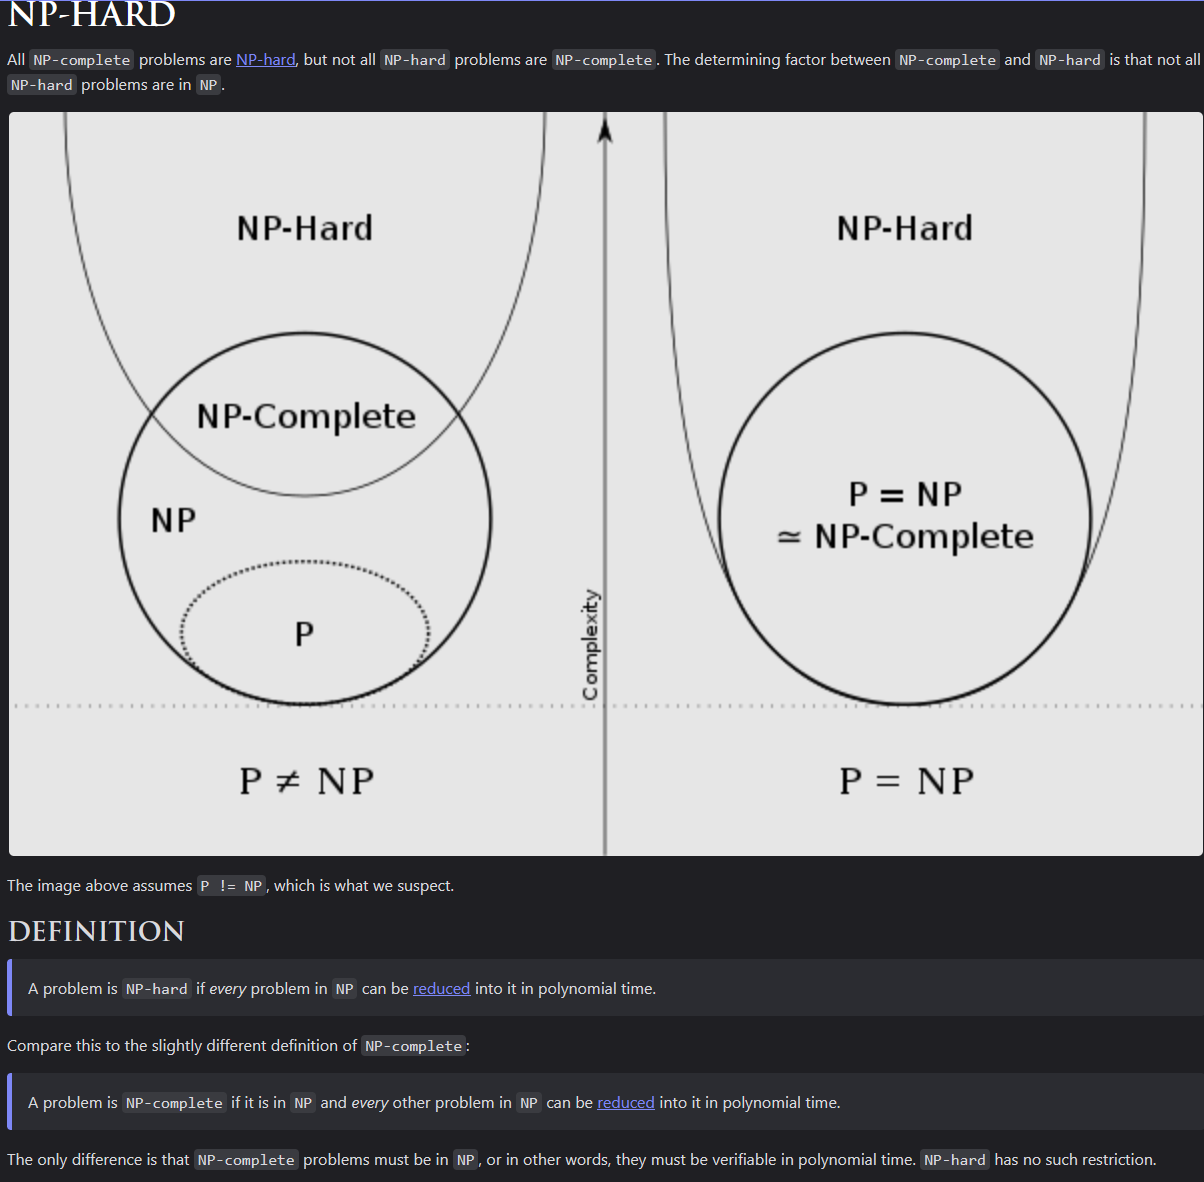 NP-HARD
All NP-complete problems are NP-hard, but not all NP-hard problems are NP-complete. The determining factor between NP-complete and NP-hard is that not all
NP-hard problems are in NP.
NP-Hard
NP-Complete
NP
P
P ≠ NP
Complexity
NP-Hard
P = NP
≃ NP-Complete
P = NP
The image above assumes P != NP, which is what we suspect.
DEFINITION
A problem is NP-hard if every problem in NP can be reduced into it in polynomial time.
Compare this to the slightly different definition of NP-complete:
A problem is NP-complete if it is in NP and every other problem in NP can be reduced into it in polynomial time.
The only difference is that NP-complete problems must be in NP, or in other words, they must be verifiable in polynomial time. NP-hard has no such restriction.